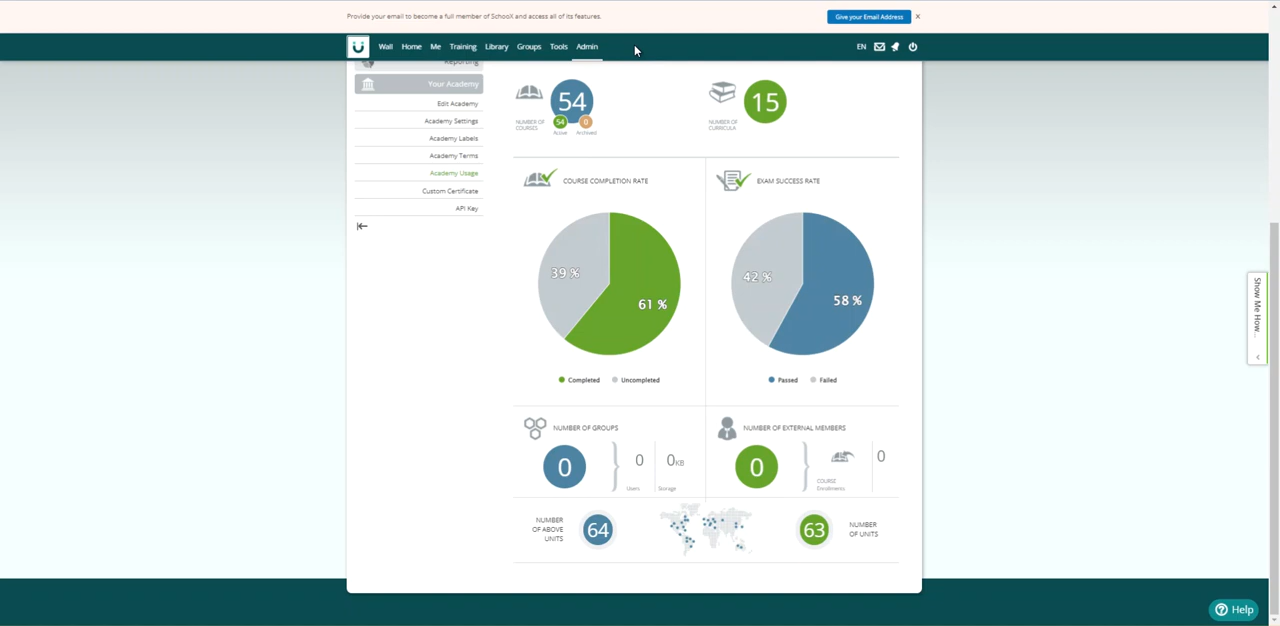 Provide your email to become a full member of SchooX and access all of its features.
Give your Email Address
×
Wall Home Me Training Library Groups Tools Admin
EN
Reporting
Your Academy
Edit Academy
Academy Settings
Academy Labels
Academy Terms
Academy Usage
Custom Certificate
API Key
54
NUMBER OF
COURSES
54
Active
0
Archived
NUMBER OF
CURRICULA
15
COURSE COMPLETION RATE
39 %
61 %
Completed Uncompleted
EXAM SUCCESS RATE
42 %
58 %
Passed Failed
NUMBER OF GROUPS
0
0
Users
0KB
Storage
NUMBER OF EXTERNAL MEMBERS
0
COURSE
Enrollments
0
NUMBER
OF ABOVE
UNITS
64
63
NUMBER
OF UNITS
Show Me How...
Help